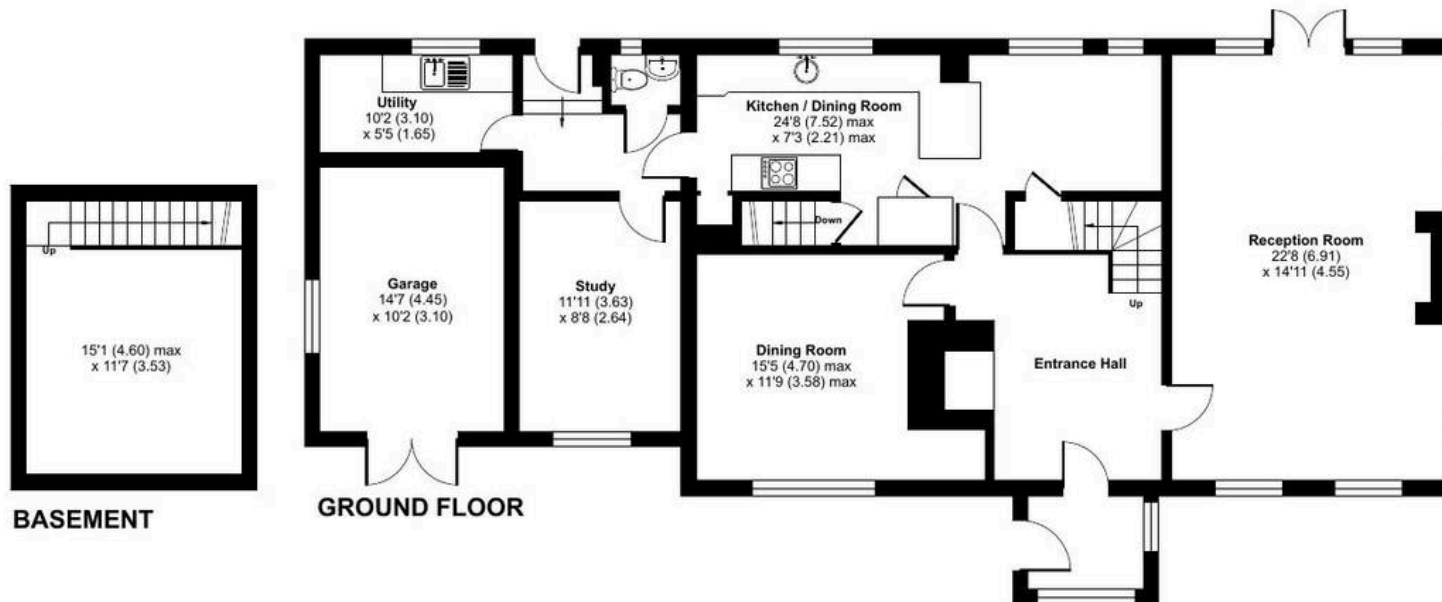 Utility
10'2 (3.10)
x 5'5 (1.65)
Kitchen / Dining Room
24'8 (7.52) max
x 7'3 (2.21) max
Down
Up
15'1 (4.60) max
x 11'7 (3.53)
BASEMENT
Garage
14'7 (4.45)
x 10'2 (3.10)
Study
11'11 (3.63)
x 8'8 (2.64)
Dining Room
15'5 (4.70) max
x 11'9 (3.58) max
Entrance Hall
Up
Reception Room
22'8 (6.91)
x 14'11 (4.55)
GROUND FLOOR